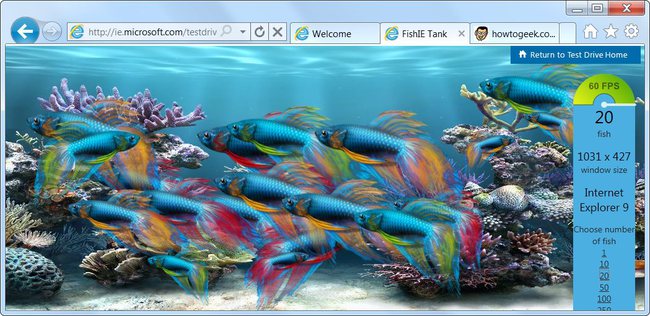 http://ie.microsoft.com/testdriv
Welcome
FishIE Tank
howtogeek.co...
Return to Test Drive Home
60 FPS
20
fish
1031 x 427
window size
Internet
Explorer 9
Choose number
of fish
1
10
20
50
100
250